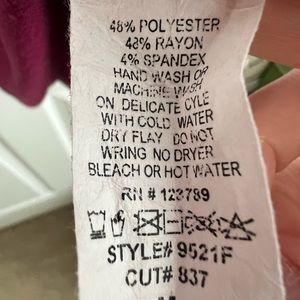 48% POLYESTER
48% RAYON
4% SPANDEX
HAND WASH OR
MACHINE WASH
ON DELICATE CYLE
WITH COLD WATER
DRY FLAY DO NOT
WRING NO DRYER
BLEACH OR HOT WATER
RN # 123789
STYLE# 9521F
CUT# 837
M